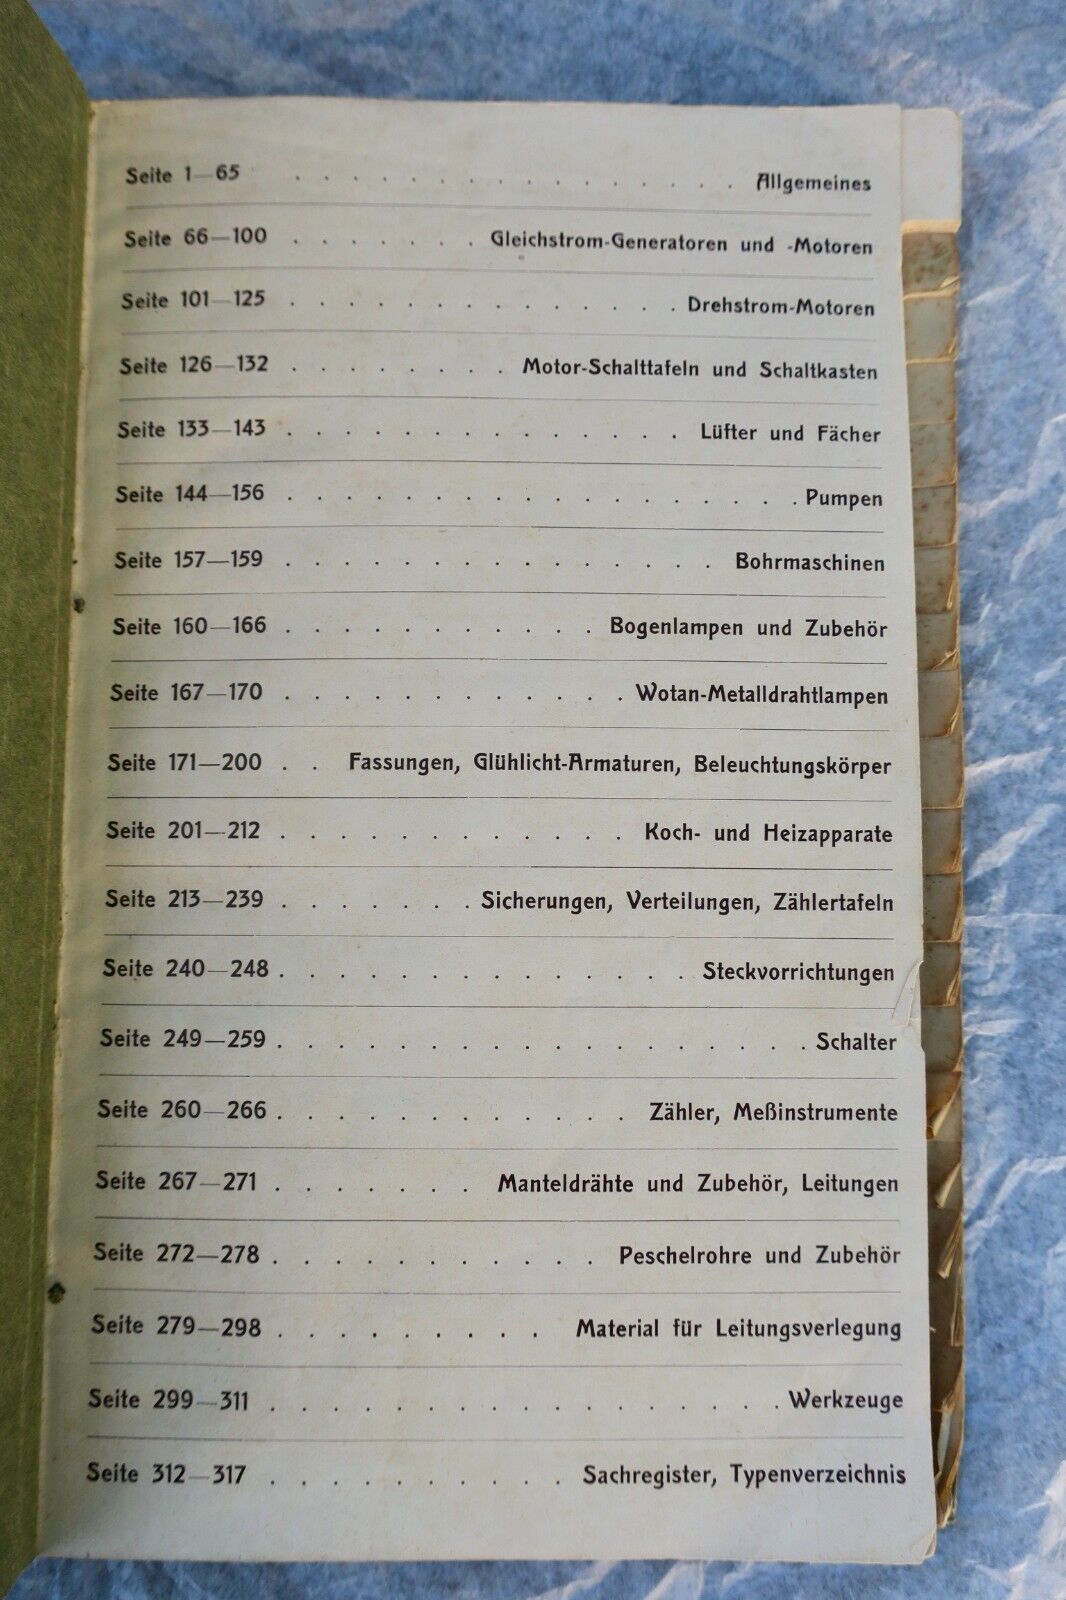 Seite 1—65 . . . . . . . . . . . . . . . . Allgemeines
Seite 66—100 . . . . . . . Gleichstrom-Generatoren und -Motoren
Seite 101—125 . . . . . . . . . . . . . . Drehstrom-Motoren
Seite 126—132 . . . . . . . . Motor-Schalttafeln und Schaltkasten
Seite 133—143 . . . . . . . . . . . . . . Lüfter und Fächer
Seite 144—156 . . . . . . . . . . . . . . . . . . Pumpen
Seite 157—159 . . . . . . . . . . . . . . . Bohrmaschinen
Seite 160—166 . . . . . . . . . . . Bogenlampen und Zubehör
Seite 167—170 . . . . . . . . . . . . Wotan-Metalldrahtlampen
Seite 171—200 . . Fassungen, Glühlicht-Armaturen, Beleuchtungskörper
Seite 201—212 . . . . . . . . . . . . Koch- und Heizapparate
Seite 213—239 . . . . . . . Sicherungen, Verteilungen, Zählertafeln
Seite 240—248 . . . . . . . . . . . . . . Steckvorrichtungen
Seite 249—259 . . . . . . . . . . . . . . . . . . Schalter
Seite 260—266 . . . . . . . . . . . . Zähler, Meßinstrumente
Seite 267—271 . . . . . . . Manteldrähte und Zubehör, Leitungen
Seite 272—278 . . . . . . . . . . . Peschelrohre und Zubehör
Seite 279—298 . . . . . . . . . Material für Leitungsverlegung
Seite 299—311 . . . . . . . . . . . . . . . . . Werkzeuge
Seite 312—317 . . . . . . . . . . Sachregister, Typenverzeichnis